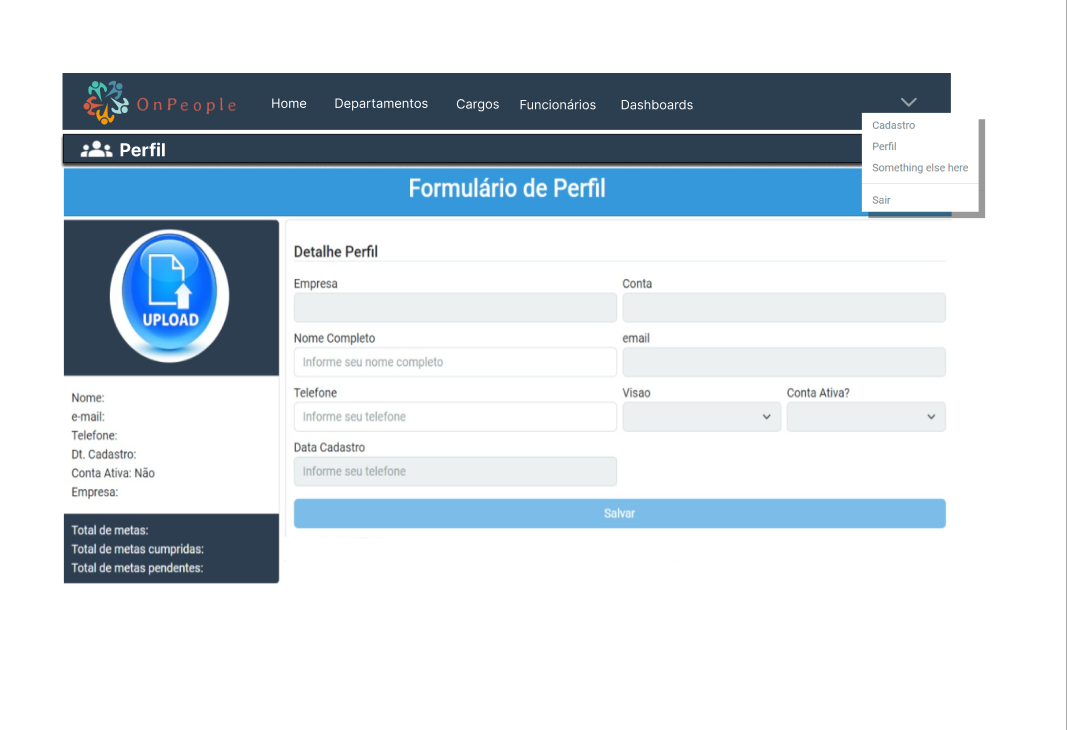 OnPeople Home Departamentos Cargos Funcionários Dashboards
Cadastro
Perfil
Something else here
Sair
Perfil
Formulário de Perfil
UPLOAD
Nome:
e-mail:
Telefone:
Dt. Cadastro:
Conta Ativa: Não
Empresa:
Total de metas:
Total de metas cumpridas:
Total de metas pendentes:
Detalhe Perfil
Empresa Conta
Nome Completo email
Informe seu nome completo
Telefone Visao Conta Ativa?
Informe seu telefone
Data Cadastro
Informe seu telefone
Salvar